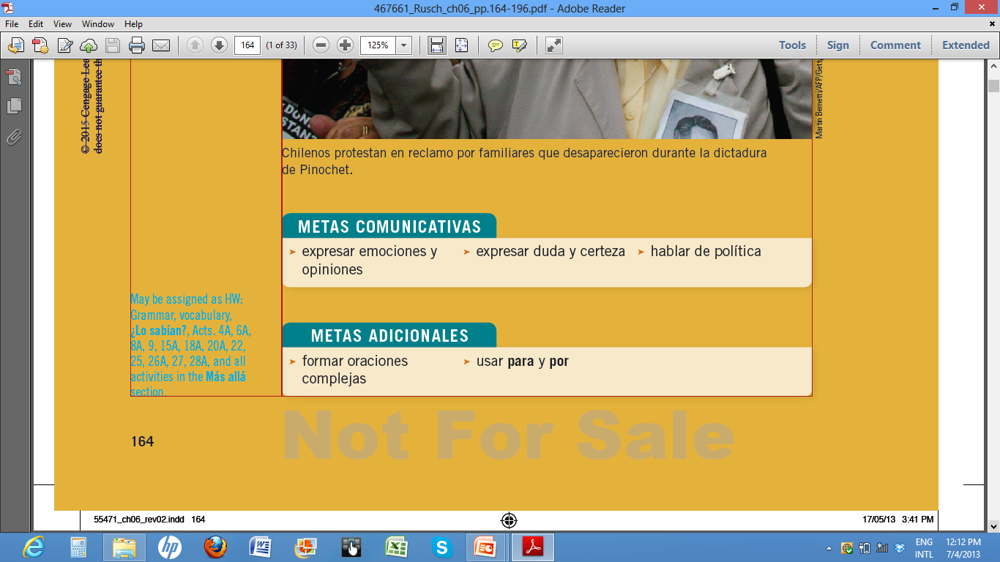 467661_Rusch_ch06_pp.164-196.pdf - Adobe Reader
File Edit View Window Help
164 (1 of 33) 125% Tools Sign Comment Extended
© 2015 Cengage Lea
does not guarantee th
DON
STAN
Martin Bernetti/AFP/Getty
Chilenos protestan en reclamo por familiares que desaparecieron durante la dictadura
de Pinochet.
METAS COMUNICATIVAS
expresar emociones y
opiniones
expresar duda y certeza
hablar de política
May be assigned as HW:
Grammar, vocabulary,
¿Lo sabían?, Acts. 4A, 6A,
8A, 9, 15A, 18A, 20A, 22,
25, 26A, 27, 28A, and all
activities in the Más allá
section.
METAS ADICIONALES
formar oraciones
complejas
usar para y por
164
Not For Sale
55471_ch06_rev02.indd 164
17/05/13 3:41 PM
ENG
INTL
12:12 PM
7/4/2013